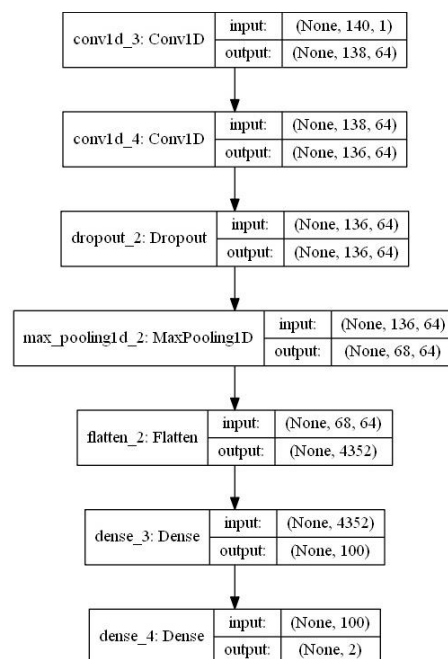 conv1d_3: Conv1D
input: (None, 140, 1)
output: (None, 138, 64)
conv1d_4: Conv1D
input: (None, 138, 64)
output: (None, 136, 64)
dropout_2: Dropout
input: (None, 136, 64)
output: (None, 136, 64)
max_pooling1d_2: MaxPooling1D
input: (None, 136, 64)
output: (None, 68, 64)
flatten_2: Flatten
input: (None, 68, 64)
output: (None, 4352)
dense_3: Dense
input: (None, 4352)
output: (None, 100)
dense_4: Dense
input: (None, 100)
output: (None, 2)